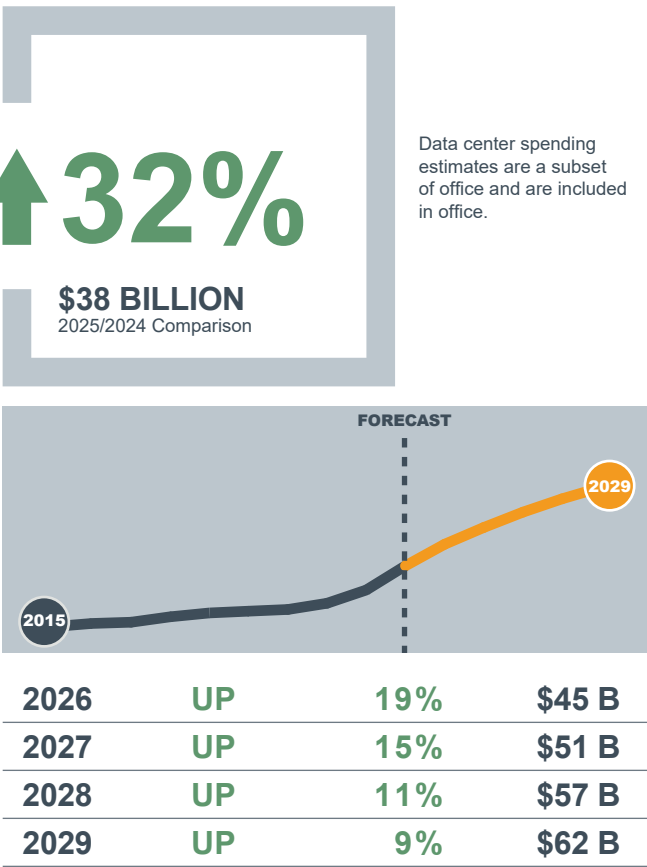 32%
$38 BILLION
2025/2024 Comparison
Data center spending
estimates are a subset
of office and are included
in office.
FORECAST
2029
2015
2026 UP 19% $45 B
2027 UP 15% $51 B
2028 UP 11% $57 B
2029 UP 9% $62 B